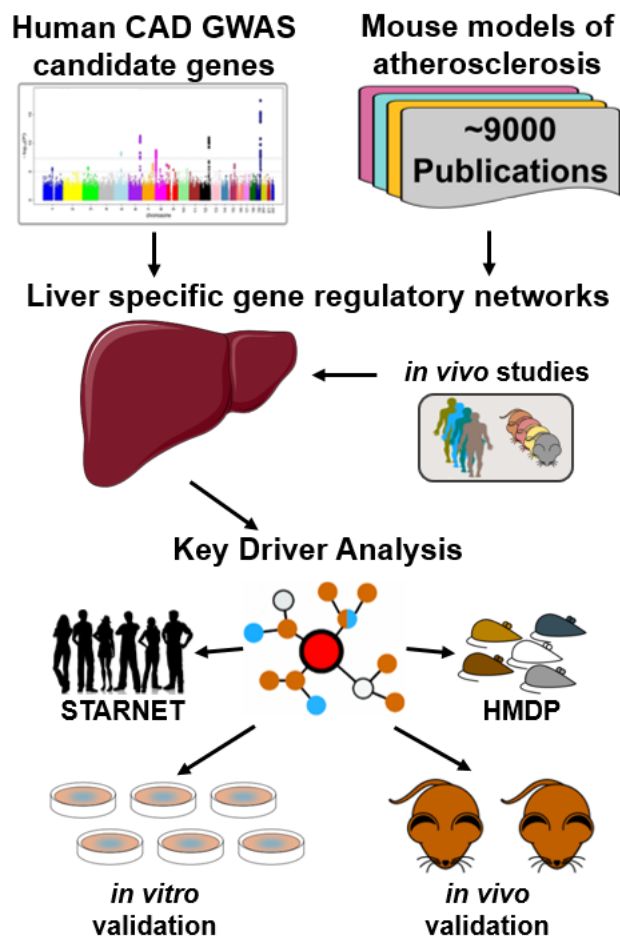 Human CAD GWAS
candidate genes
Mouse models of
atherosclerosis
~9000
Publications
chromosome
Liver specific gene regulatory networks
in vivo studies
Key Driver Analysis
STARNET
HMDP
in vitro
validation
in vivo
validation